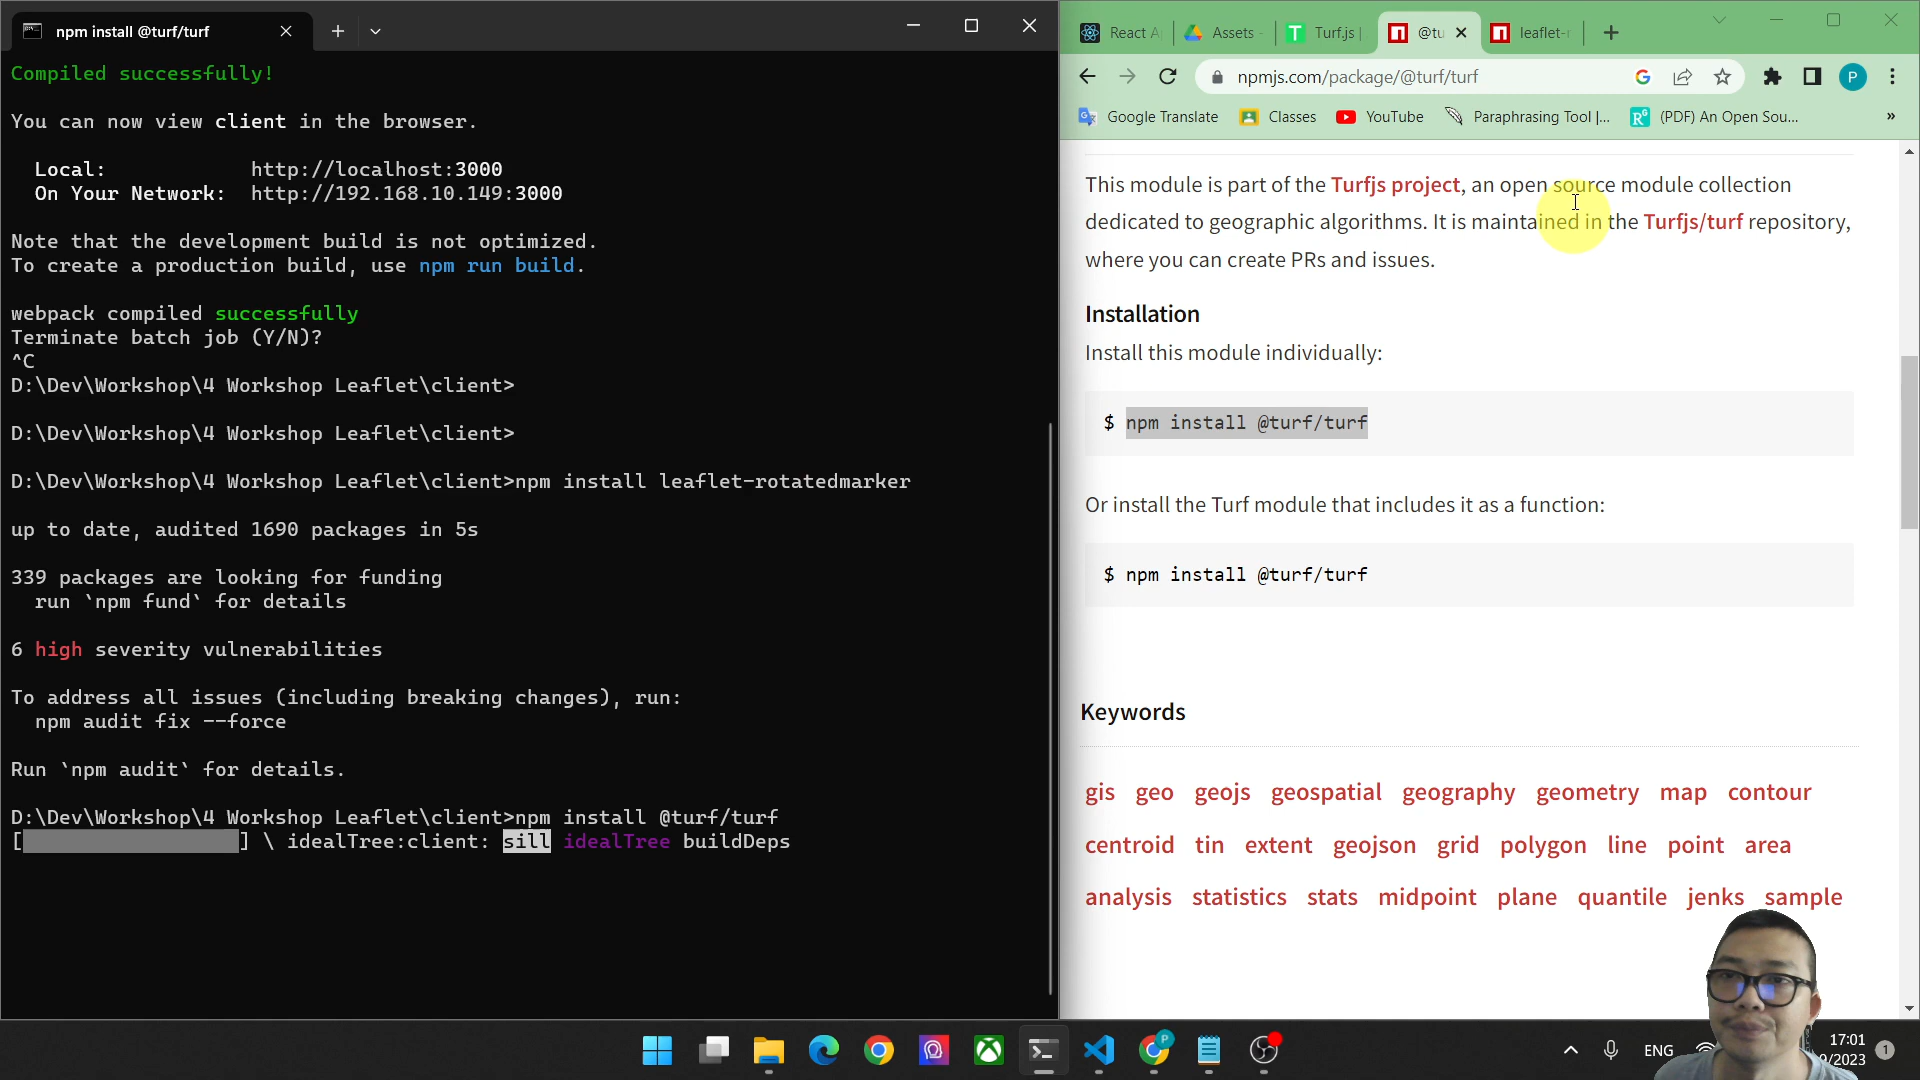 npm install @turf/turf
Compiled successfully!
You can now view client in the browser.
Local: http://localhost:3000
On Your Network: http://192.168.10.149:3000
Note that the development build is not optimized.
To create a production build, use npm run build.
webpack compiled successfully
Terminate batch job (Y/N)?
^C
D:\Dev\Workshop\4 Workshop Leaflet\client>
D:\Dev\Workshop\4 Workshop Leaflet\client>
D:\Dev\Workshop\4 Workshop Leaflet\client>npm install leaflet-rotatedmarker
up to date, audited 1690 packages in 5s
339 packages are looking for funding
run `npm fund` for details
6 high severity vulnerabilities
To address all issues (including breaking changes), run:
npm audit fix --force
Run `npm audit` for details.
D:\Dev\Workshop\4 Workshop Leaflet\client>npm install @turf/turf
[ ] \ idealTree:client: sill idealTree buildDeps
React A Assets - Turf.js | @tu leaflet-r
npmjs.com/package/@turf/turf
Google Translate Classes YouTube Paraphrasing Tool |... (PDF) An Open Sou... »
This module is part of the Turfjs project, an open source module collection
dedicated to geographic algorithms. It is maintained in the Turfjs/turf repository,
where you can create PRs and issues.
Installation
Install this module individually:
$ npm install @turf/turf
Or install the Turf module that includes it as a function:
$ npm install @turf/turf
Keywords
gis geo geojs geospatial geography geometry map contour
centroid tin extent geojson grid polygon line point area
analysis statistics stats midpoint plane quantile jenks sample
ENG
17:01
9/2023
1